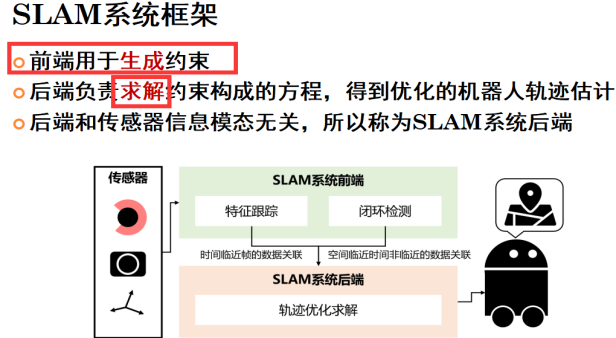 SLAM系统框架
前端用于生成约束
后端负责求解约束构成的方程，得到优化的机器人轨迹估计
后端和传感器信息模态无关，所以称为SLAM系统后端
传感器
SLAM系统前端
特征跟踪
闭环检测
时间临近帧的数据关联
空间临近时间非临近的数据关联
SLAM系统后端
轨迹优化求解